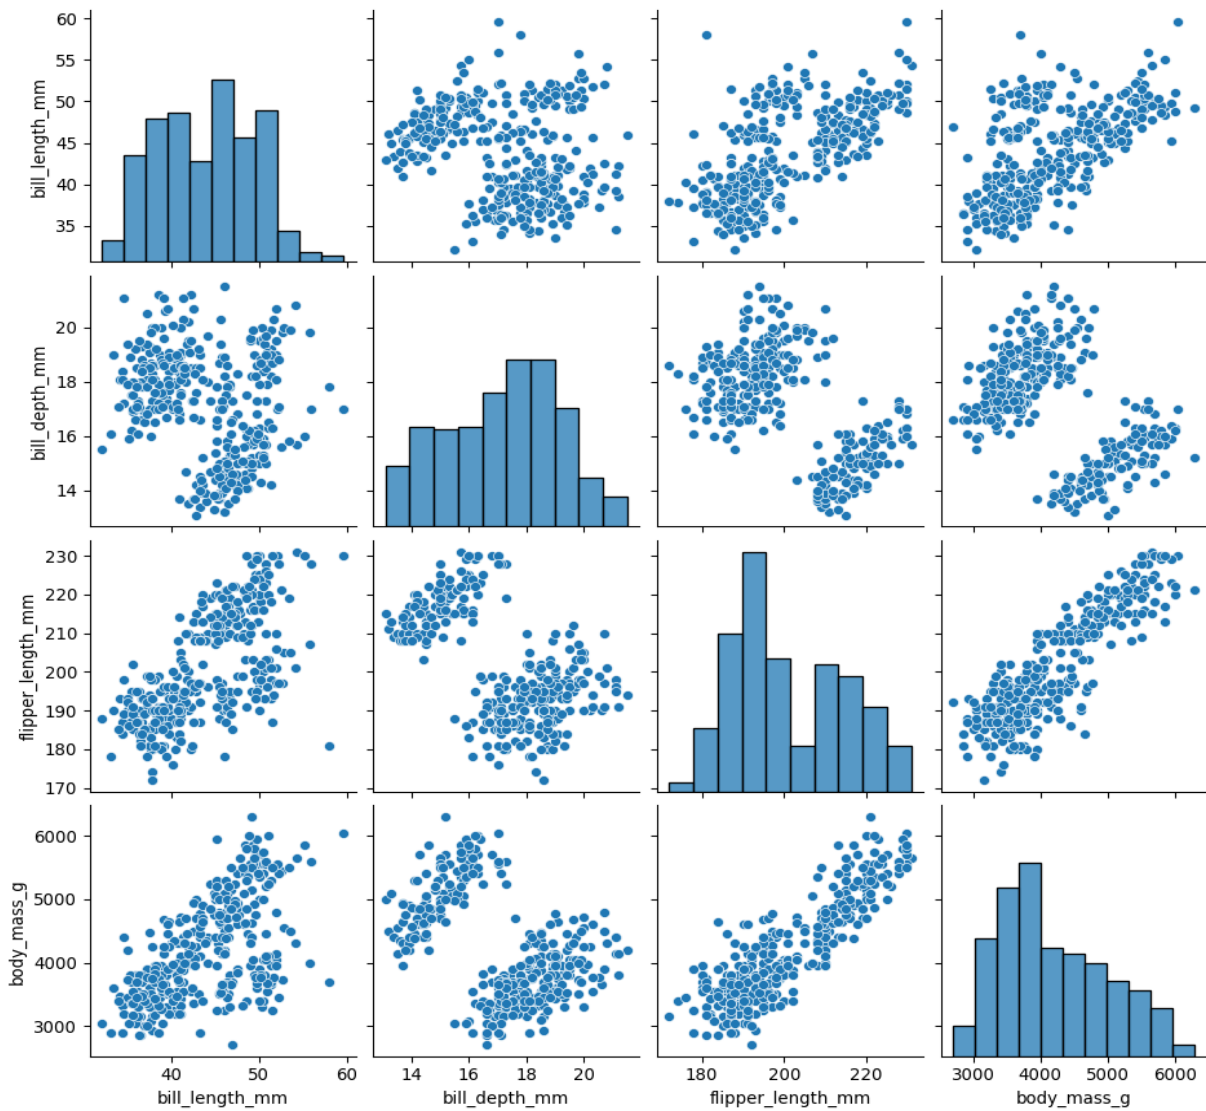 60
55
50
45
40
35
bill_length_mm
20
18
16
14
bill_depth_mm
230
220
210
200
190
180
170
flipper_length_mm
6000
5000
4000
3000
body_mass_g
40 50 60
14 16 18 20
180 200 220
3000 4000 5000 6000
bill_length_mm
bill_depth_mm
flipper_length_mm
body_mass_g